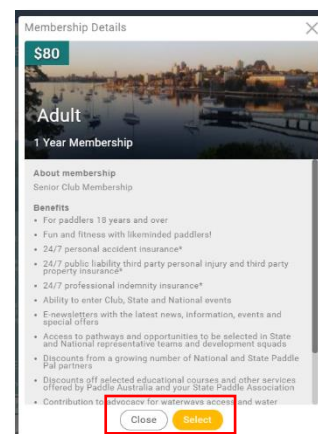 Membership Details
$80
Adult
1 Year Membership
About membership
Senior Club Membership
Benefits
• For paddlers 18 years and over
• Fun and fitness with likeminded paddlers!
• 24/7 personal accident insurance*
• 24/7 public liability third party personal injury and third party
property insurance*
• 24/7 professional indemnity insurance*
• Ability to enter Club, State and National events
• E-newsletters with the latest news, information, events and
special offers
• Access to pathways and opportunities to be selected in State
and National representative teams and development squads
• Discounts from a growing number of National and State Paddle
Pal partners
• Discounts off selected educational courses and other services
offered by Paddle Australia and your State Paddle Association
• Contribution to advocacy for waterways access and water
Close
Select